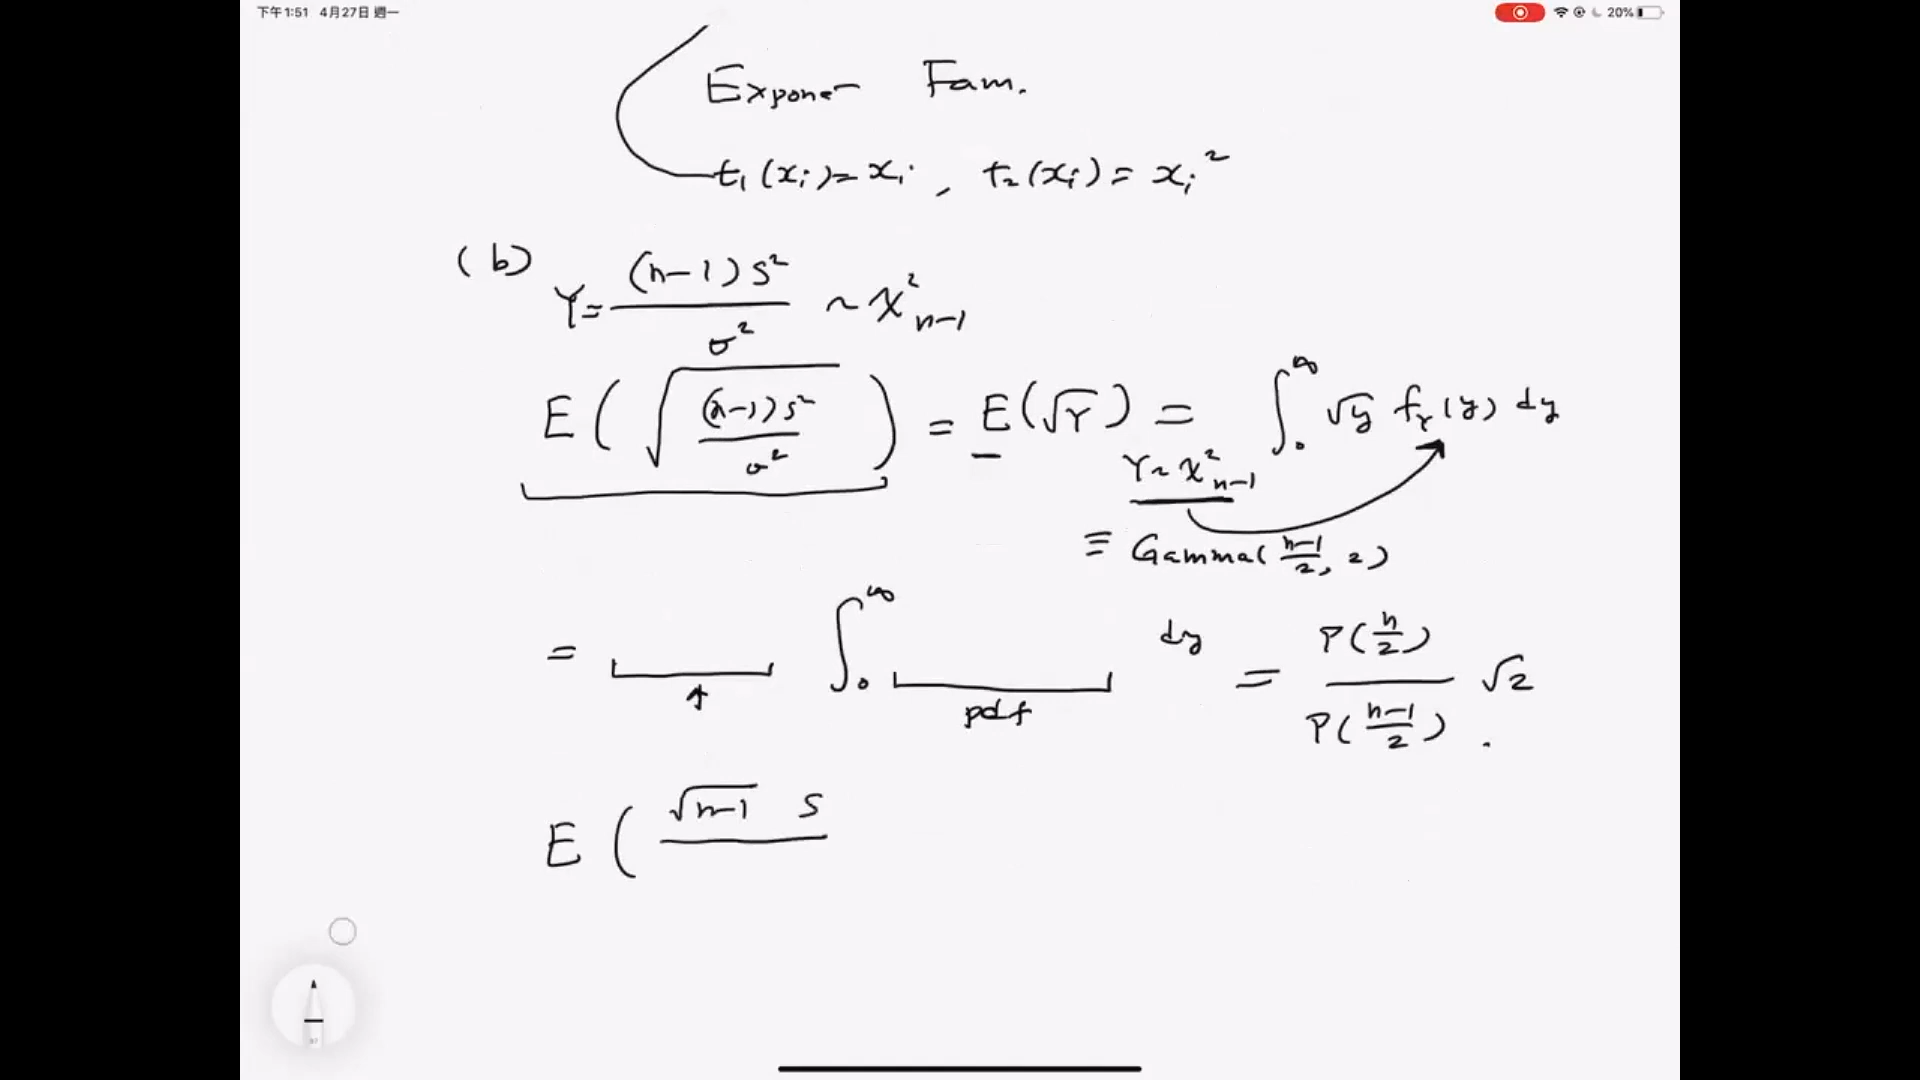 下午1:51 4月27日 週一 20%
Expone Fam.
t₁(xᵢ)=xᵢ , t₂(xᵢ)=xᵢ²
(b) Y= (n-1)S² / σ² ~ χ²ₙ₋₁
E(√((n-1)S² / σ²)) = E(√Y) = ∫₀^∞ √y f_Y(y) dy
Y~χ²ₙ₋₁
≡ Gamma( (n-1)/2, 2)
= ∫₀^∞ dy = Γ(n/2) / Γ((n-1)/2) √2 .
pdf
E ( √(n-1) S